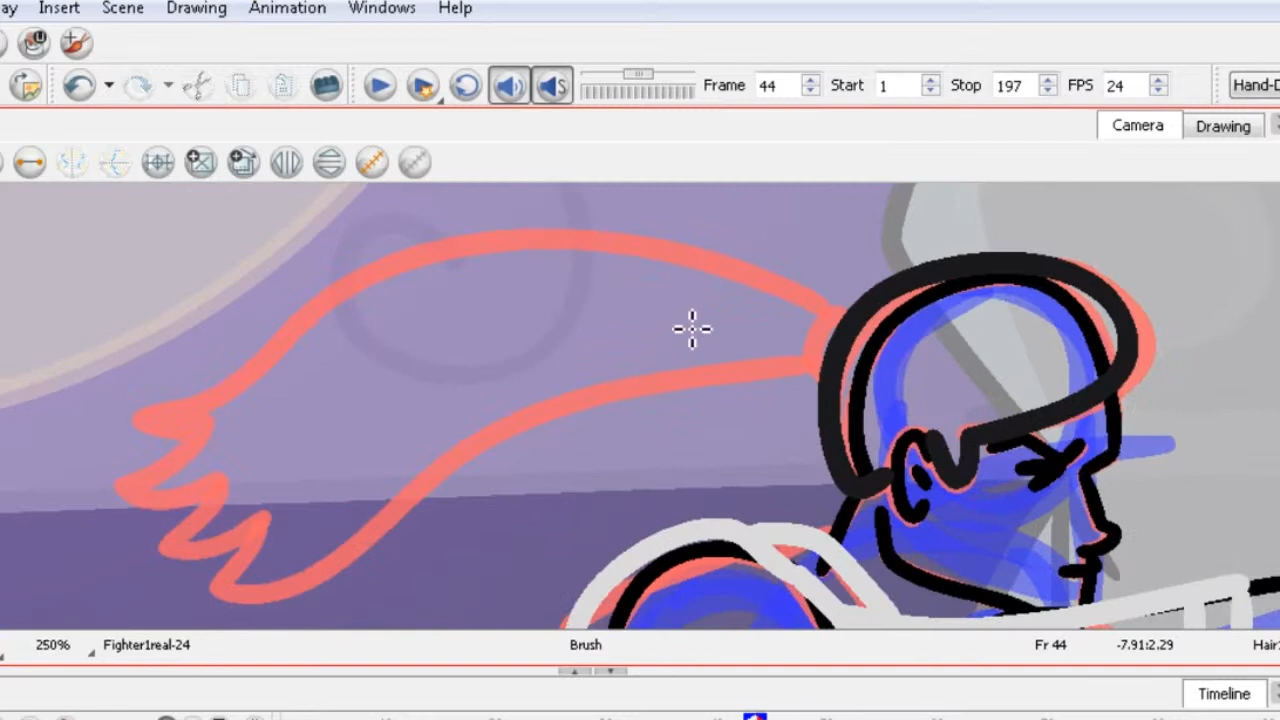 ay Insert Scene Drawing Animation Windows Help
Frame 44 Start 1 Stop 197 FPS 24 Hand-D
Camera Drawing
250% Fighter1real-24 Brush Fr 44 -7.91:2.29 Hair
Timeline